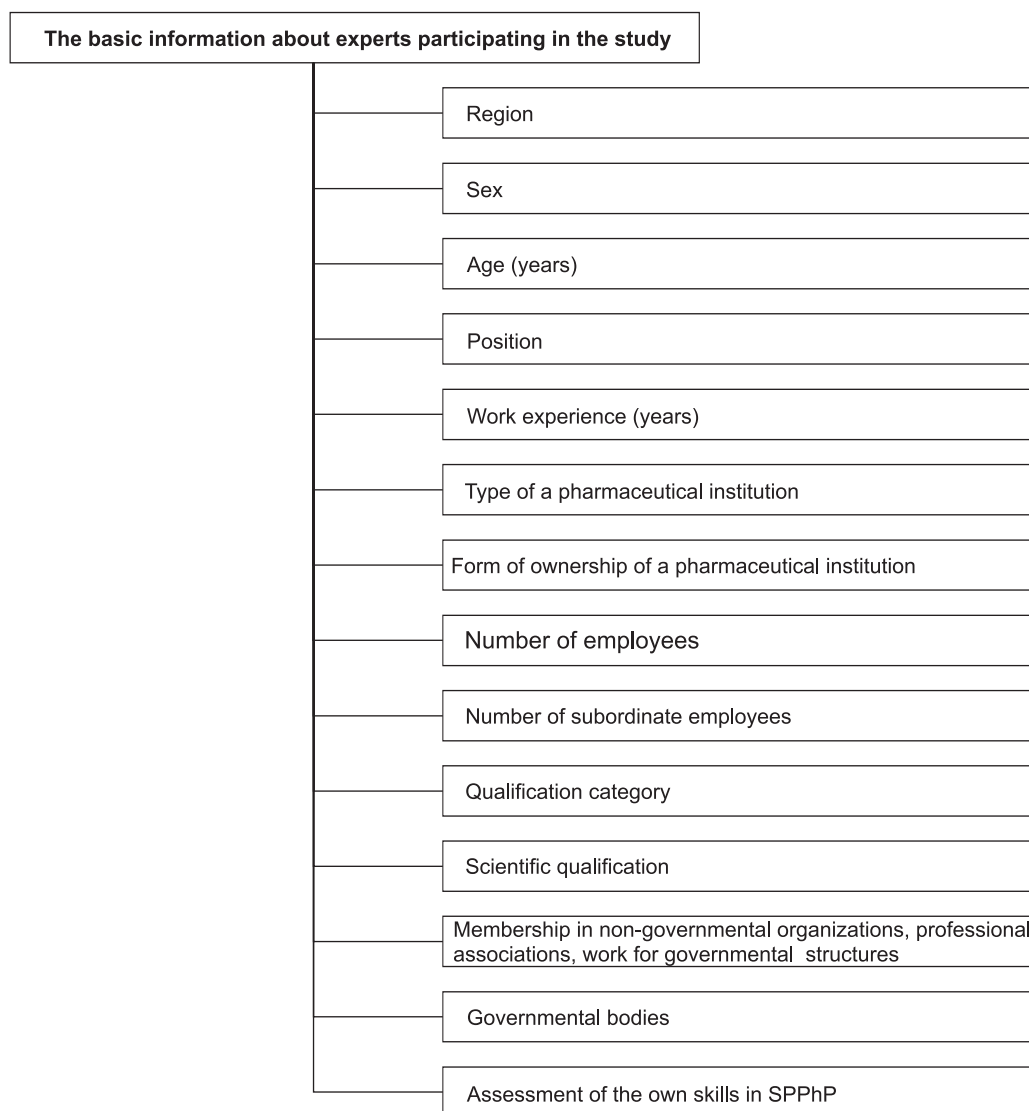 The basic information about experts participating in the study
Region
Sex
Age (years)
Position
Work experience (years)
Type of a pharmaceutical institution
Form of ownership of a pharmaceutical institution
Number of employees
Number of subordinate employees
Qualification category
Scientific qualification
Membership in non-governmental organizations, professional
associations, work for governmental structures
Governmental bodies
Assessment of the own skills in SPPhP